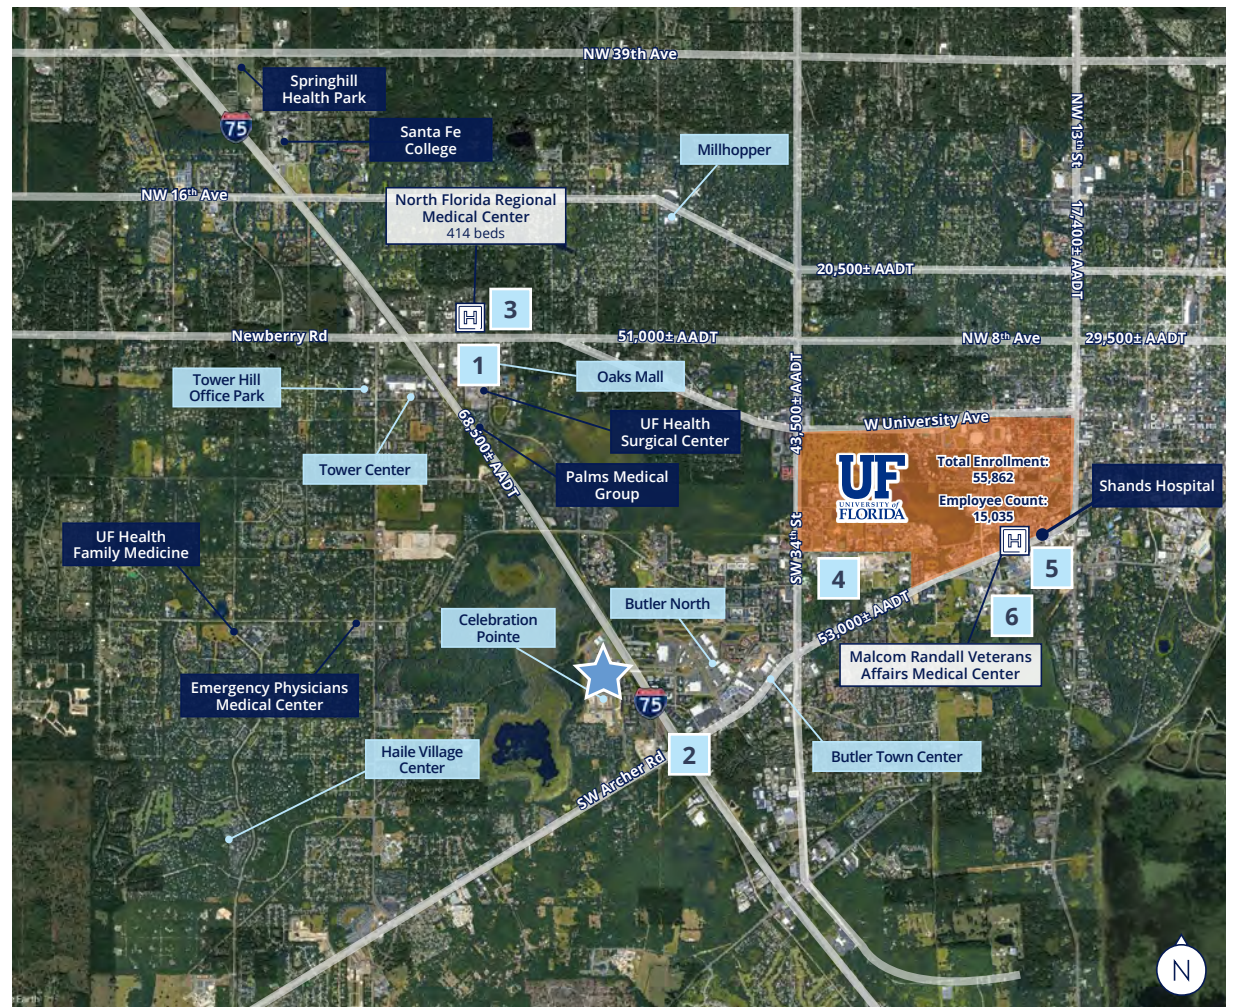 NW 39th Ave
Springhill
Health Park
75
Santa Fe
College
NW 13th St
Millhopper
NW 16th Ave
North Florida Regional
Medical Center
414 beds
17,400± AADT
20,500± AADT
H
3
Newberry Rd
51,000± AADT
NW 8th Ave
29,500± AADT
1
Oaks Mall
Tower Hill
Office Park
43,500± AADT
68,500± AADT
UF Health
Surgical Center
W University Ave
Tower Center
Palms Medical
Group
UF
UNIVERSITY of
FLORIDA
Total Enrollment:
55,862
Employee Count:
15,035
Shands Hospital
UF Health
Family Medicine
SW 34th St
H
4
5
Celebration
Pointe
Butler North
53,000± AADT
6
Malcom Randall Veterans
Affairs Medical Center
Emergency Physicians
Medical Center
75
Haile Village
Center
2
Butler Town Center
SW Archer Rd
N
Earth